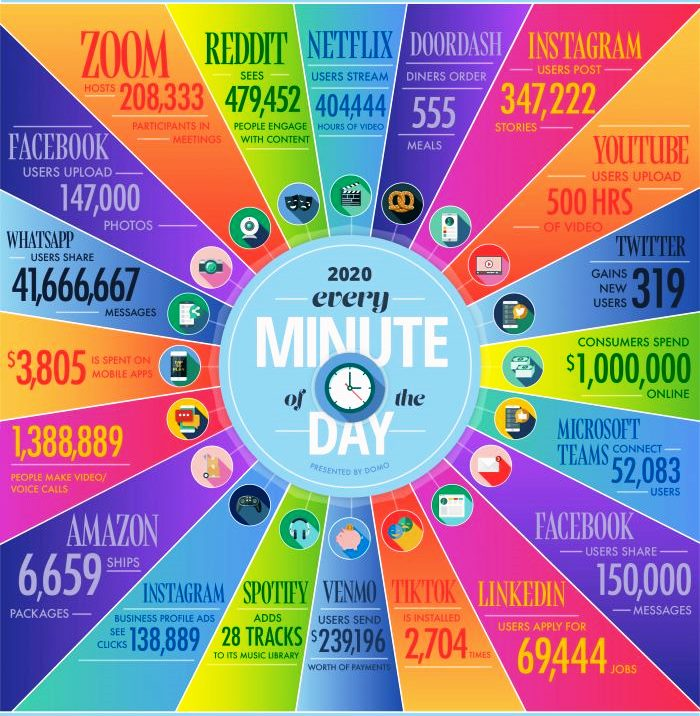 ZOOM
HOSTS 208,333
PARTICIPANTS IN
MEETINGS
REDDIT
SEES
479,452
PEOPLE ENGAGE
WITH CONTENT
NETFLIX
USERS STREAM
404,444
HOURS OF VIDEO
DOORDASH
DINERS ORDER
555
MEALS
INSTAGRAM
USERS POST
347,222
STORIES
YOUTUBE
USERS UPLOAD
500 HRS
OF VIDEO
TWITTER
GAINS
NEW
USERS
319
CONSUMERS SPEND
$1,000,000
ONLINE
MICROSOFT
TEAMS CONNECT
52,083
USERS
FACEBOOK
USERS SHARE
150,000
MESSAGES
LINKEDIN
USERS APPLY FOR
69,444 JOBS
TIKTOK
IS INSTALLED
2,704 TIMES
VENMO
USERS SEND
$239,196
WORTH OF PAYMENTS
SPOTIFY
ADDS
28 TRACKS
TO ITS MUSIC LIBRARY
INSTAGRAM
BUSINESS PROFILE ADS
SEE
CLICKS 138,889
AMAZON
6,659 SHIPS
PACKAGES
1,388,889
PEOPLE MAKE VIDEO/
VOICE CALLS
$3,805 IS SPENT ON
MOBILE APPS
WHATSAPP
USERS SHARE
41,666,667
MESSAGES
FACEBOOK
USERS UPLOAD
147,000
PHOTOS
2020
every
MINUTE
of the
DAY
PRESENTED BY DOMO